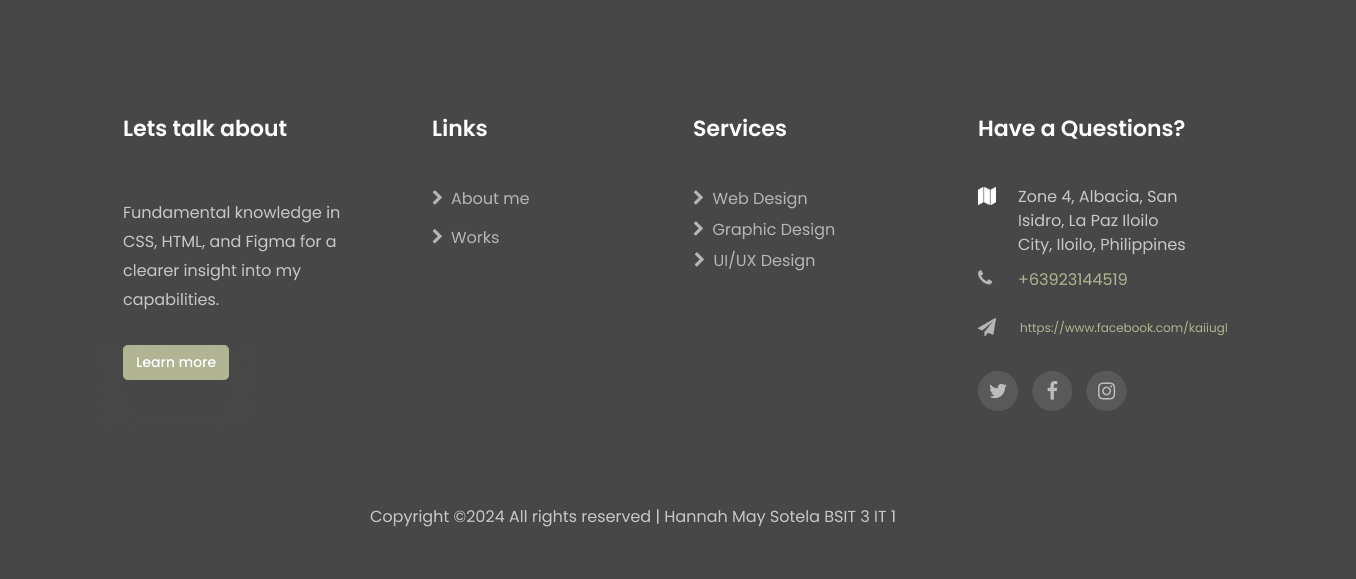 Lets talk about
Fundamental knowledge in
CSS, HTML, and Figma for a
clearer insight into my
capabilities.
Learn more
Links
About me
Works
Services
Web Design
Graphic Design
UI/UX Design
Have a Questions?
Zone 4, Albacia, San
Isidro, La Paz Iloilo
City, Iloilo, Philippines
+63923144519
https://www.facebook.com/kaiiugl
Copyright ©2024 All rights reserved | Hannah May Sotela BSIT 3 IT 1